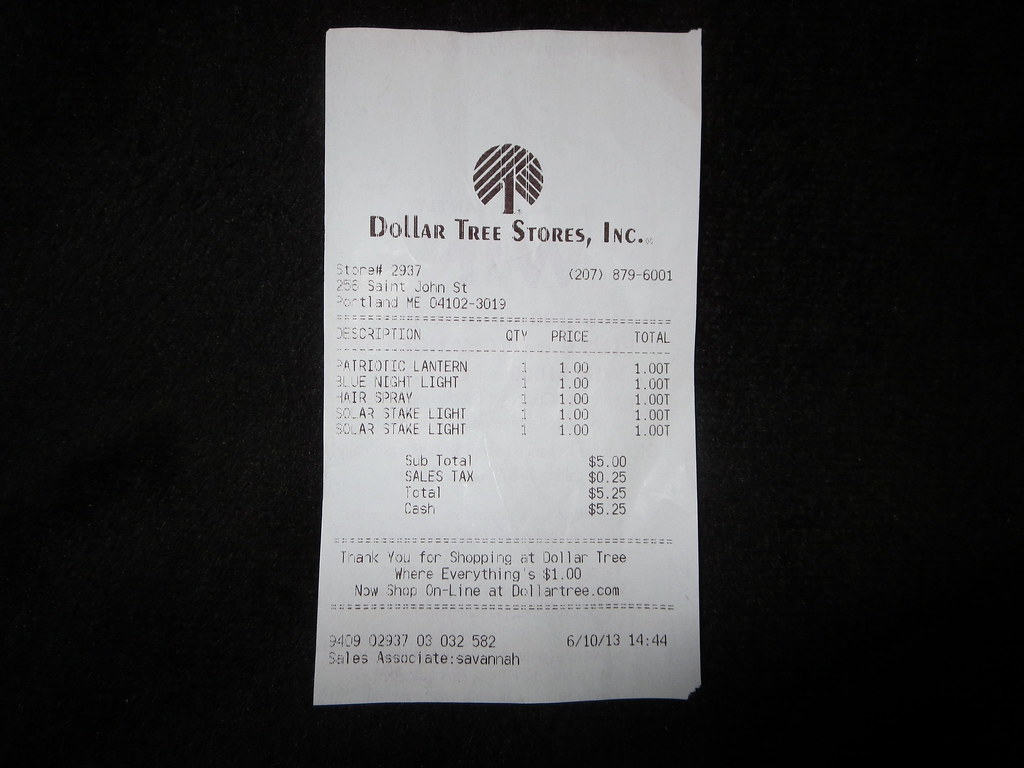 Dollar Tree Stores, Inc.®
Store# 2937 (207) 879-6001
256 Saint John St
Portland ME 04102-3019
DESCRIPTION QTY PRICE TOTAL
PATRIOTIC LANTERN 1 1.00 1.00T
BLUE NIGHT LIGHT 1 1.00 1.00T
HAIR SPRAY 1 1.00 1.00T
SOLAR STAKE LIGHT 1 1.00 1.00T
SOLAR STAKE LIGHT 1 1.00 1.00T
Sub Total $5.00
SALES TAX $0.25
Total $5.25
Cash $5.25
Thank You for Shopping at Dollar Tree
Where Everything's $1.00
Now Shop On-Line at Dollartree.com
9409 02937 03 032 582 6/10/13 14:44
Sales Associate:savannah